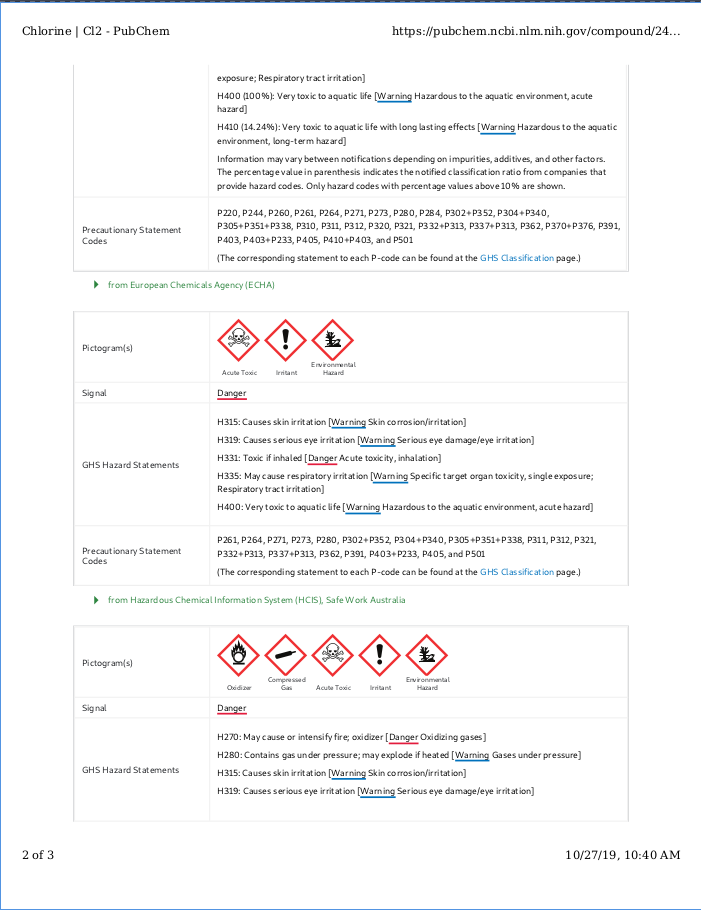 Chlorine | Cl2 - PubChem
https://pubchem.ncbi.nlm.nih.gov/compound/24...
exposure; Respiratory tract irritation]
H400 (100%): Very toxic to aquatic life [Warning Hazardous to the aquatic environment, acute
hazard]
H410 (14.24%): Very toxic to aquatic life with long lasting effects [Warning Hazardous to the aquatic
environment, long-term hazard]
Information may vary between notifications depending on impurities, additives, and other factors.
The percentage value in parenthesis indicates the notified classification ratio from companies that
provide hazard codes. Only hazard codes with percentage values above 10% are shown.
Precautionary Statement
Codes
P220, P244, P260, P261, P264, P271, P273, P280, P284, P302+P352, P304+P340,
P305+P351+P338, P310, P311, P312, P320, P321, P332+P313, P337+P313, P362, P370+P376, P391,
P403, P403+P233, P405, P410+P403, and P501
(The corresponding statement to each P-code can be found at the GHS Classification page.)
from European Chemicals Agency (ECHA)
Pictogram(s)
Acute Toxic
Irritant
Environmental
Hazard
Signal
Danger
GHS Hazard Statements
H315: Causes skin irritation [Warning Skin corrosion/irritation]
H319: Causes serious eye irritation [Warning Serious eye damage/eye irritation]
H331: Toxic if inhaled [Danger Acute toxicity, inhalation]
H335: May cause respiratory irritation [Warning Specific target organ toxicity, single exposure;
Respiratory tract irritation]
H400: Very toxic to aquatic life [Warning Hazardous to the aquatic environment, acute hazard]
Precautionary Statement
Codes
P261, P264, P271, P273, P280, P302+P352, P304+P340, P305+P351+P338, P311, P312, P321,
P332+P313, P337+P313, P362, P391, P403+P233, P405, and P501
(The corresponding statement to each P-code can be found at the GHS Classification page.)
from Hazardous Chemical Information System (HCIS), Safe Work Australia
Pictogram(s)
Oxidizer
Compressed
Gas
Acute Toxic
Irritant
Environmental
Hazard
Signal
Danger
GHS Hazard Statements
H270: May cause or intensify fire; oxidizer [Danger Oxidizing gases]
H280: Contains gas under pressure; may explode if heated [Warning Gases under pressure]
H315: Causes skin irritation [Warning Skin corrosion/irritation]
H319: Causes serious eye irritation [Warning Serious eye damage/eye irritation]
2 of 3
10/27/19, 10:40 AM